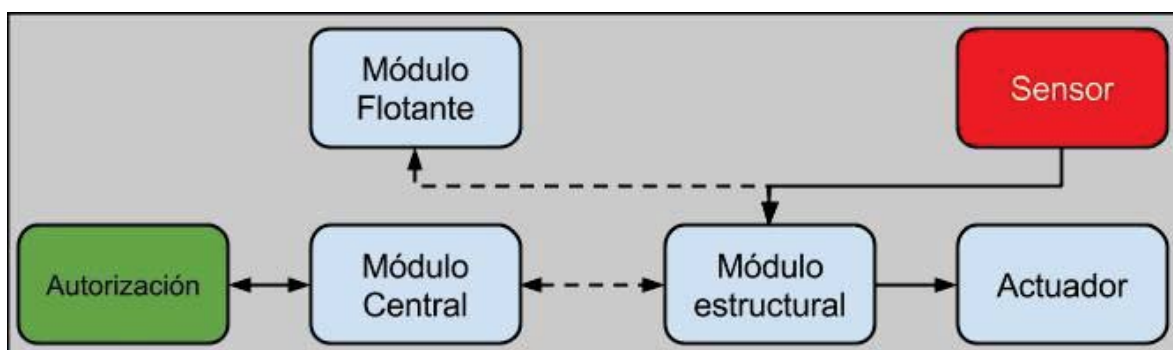 Módulo
Flotante
Sensor
Autorización
Módulo
Central
Módulo
estructural
Actuador